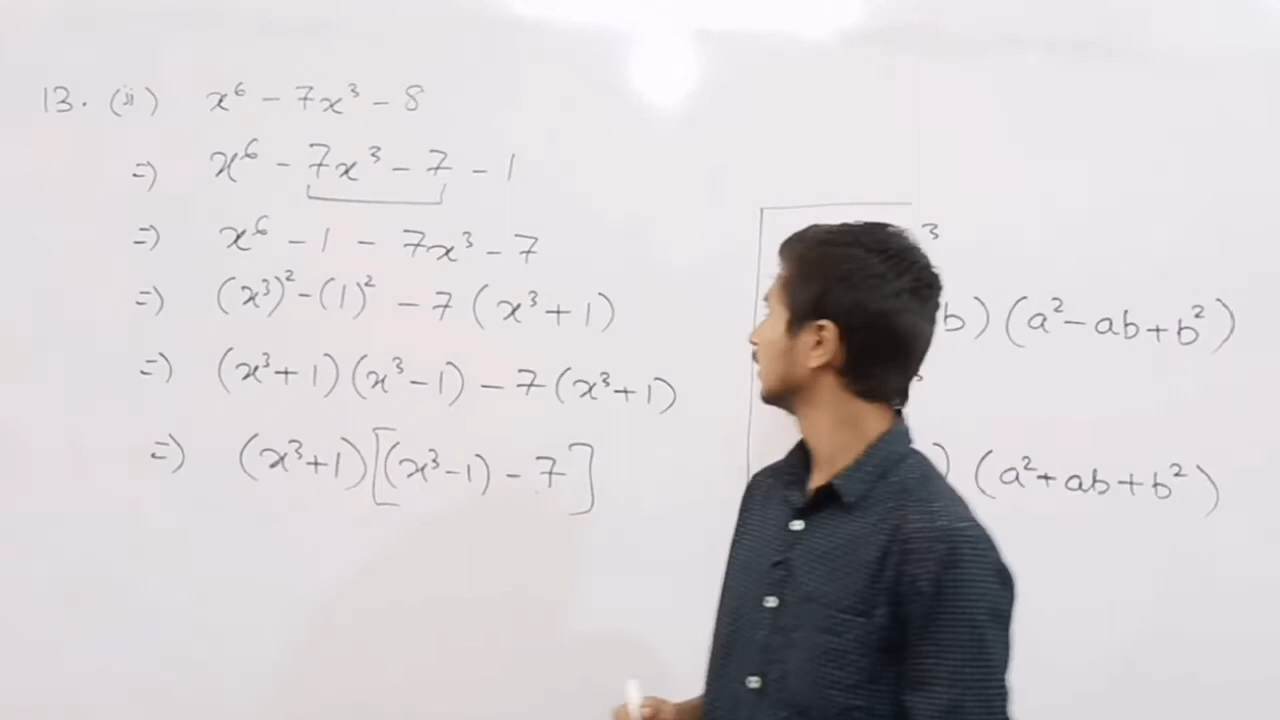 13. (ii) x⁶ - 7x³ - 8
=) x⁶ - 7x³ - 7 - 1
=) x⁶ - 1 - 7x³ - 7
=) (x³)² - (1)² - 7 (x³ + 1)
=) (x³ + 1) (x³ - 1) - 7 (x³ + 1)
=) (x³ + 1) [(x³ - 1) - 7]
3
b) (a² - ab + b²)
) (a² + ab + b²)